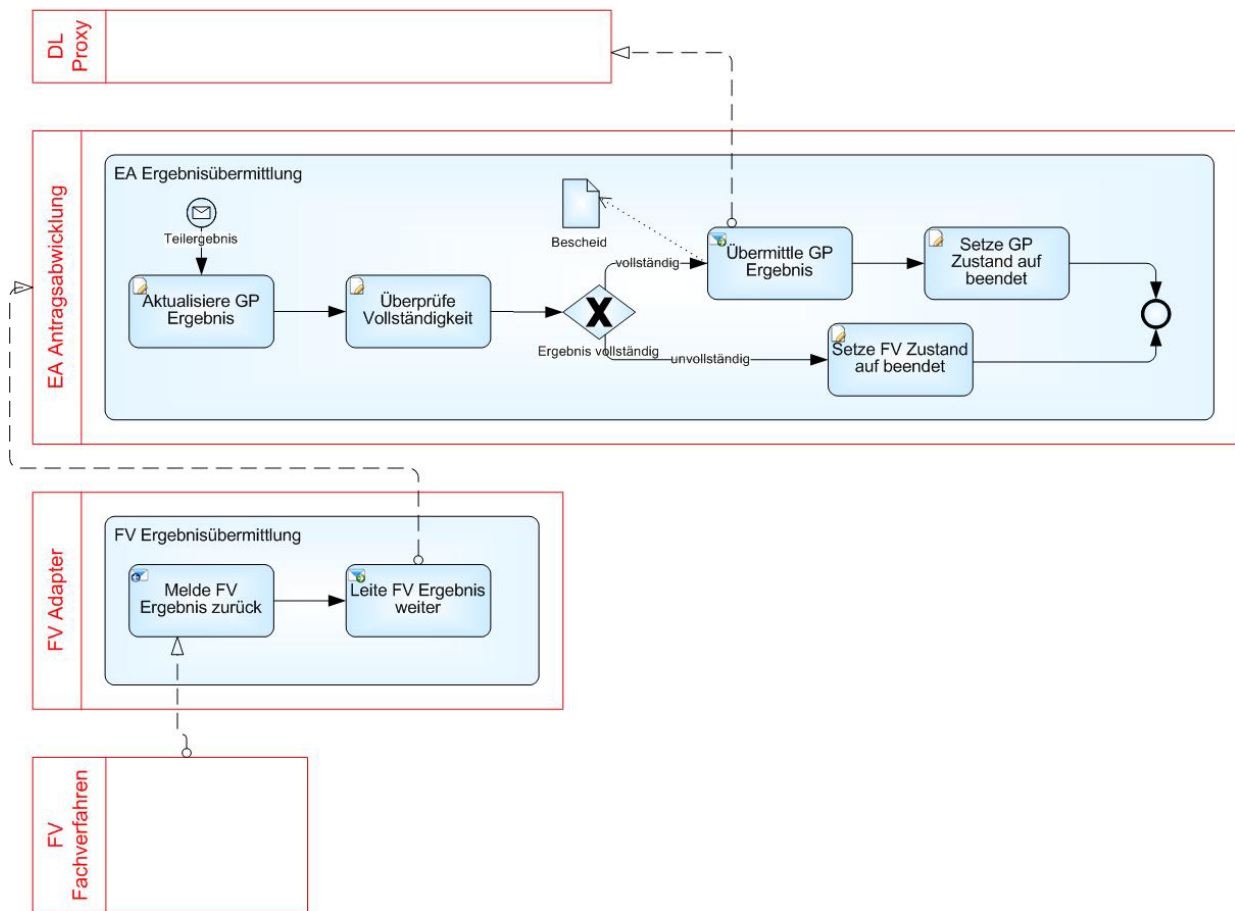 DL
Proxy
EA Antragsabwicklung
EA Ergebnisübermittlung
Teilergebnis
Aktualisiere GP
Ergebnis
Überprüfe
Vollständigkeit
Ergebnis vollständig
vollständig
unvollständig
Bescheid
Übermittle GP
Ergebnis
Setze GP
Zustand auf
beendet
Setze FV Zustand
auf beendet
FV Adapter
FV Ergebnisübermittlung
Melde FV
Ergebnis zurück
Leite FV Ergebnis
weiter
FV
Fachverfahren